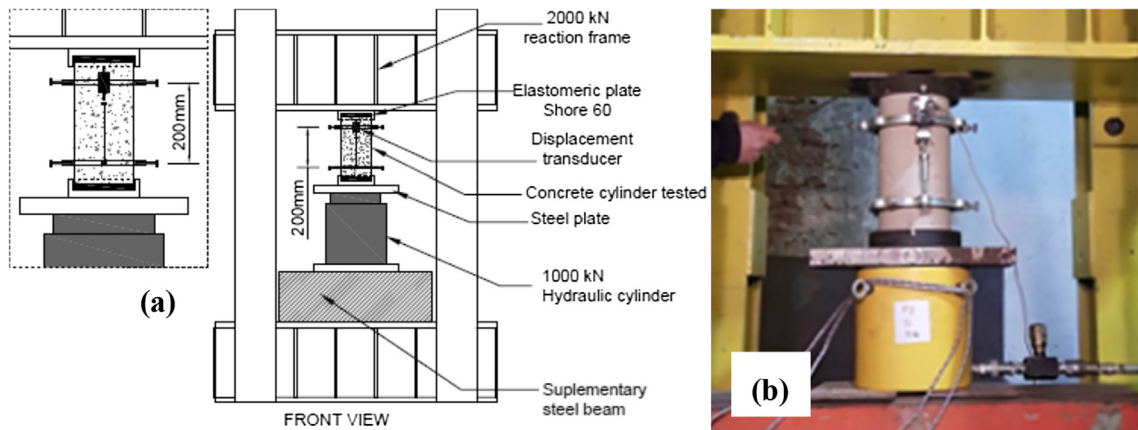 200mm
(a)
2000 kN
reaction frame
Elastomeric plate
Shore 60
Displacement
transducer
Concrete cylinder tested
Steel plate
200mm
1000 kN
Hydraulic cylinder
Suplementary
steel beam
FRONT VIEW
(b)